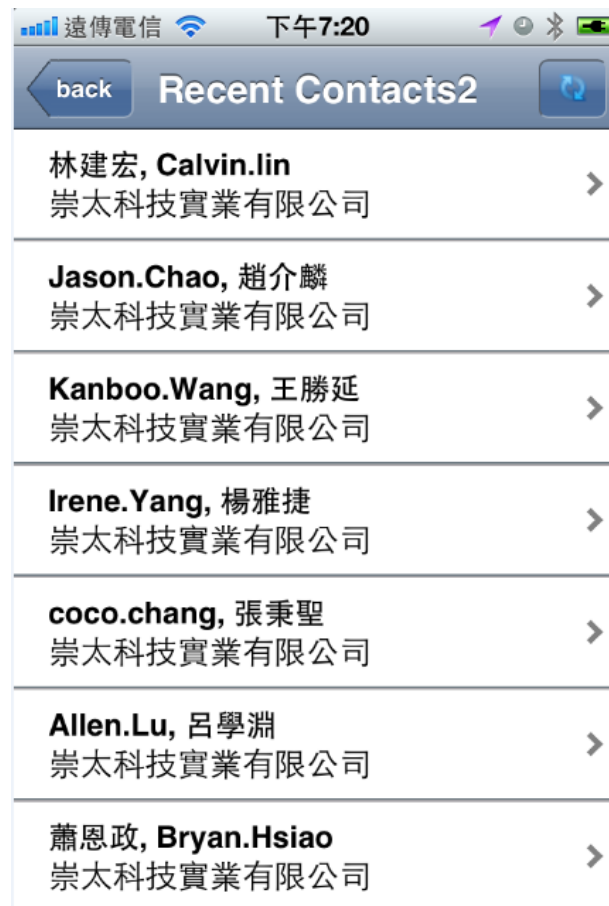 遠傳電信 下午7:20
back Recent Contacts2
林建宏, Calvin.lin
崇太科技實業有限公司
Jason.Chao, 趙介麟
崇太科技實業有限公司
Kanboo.Wang, 王勝延
崇太科技實業有限公司
Irene.Yang, 楊雅捷
崇太科技實業有限公司
coco.chang, 張秉聖
崇太科技實業有限公司
Allen.Lu, 呂學淵
崇太科技實業有限公司
蕭恩政, Bryan.Hsiao
崇太科技實業有限公司